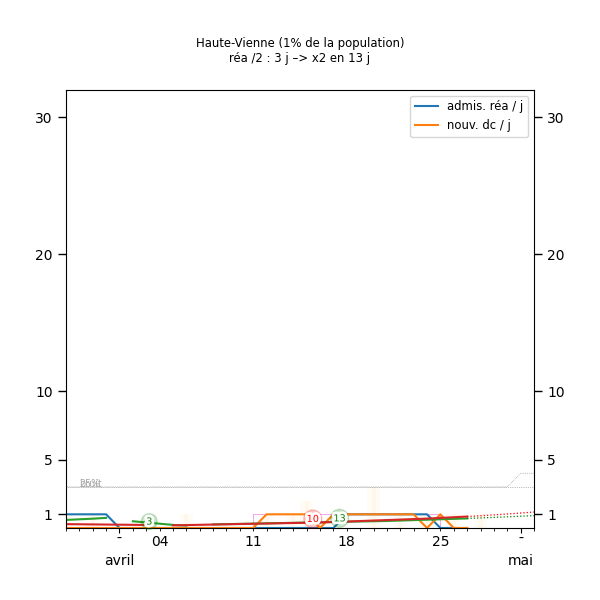 Haute-Vienne (1% de la population)
réa /2 : 3 j –> x2 en 13 j
admis. réa / j
nouv. dc / j
30 30
20 20
10 10
5 5
1 1
3 10 13
- 04 11 18 25 -
avril mai